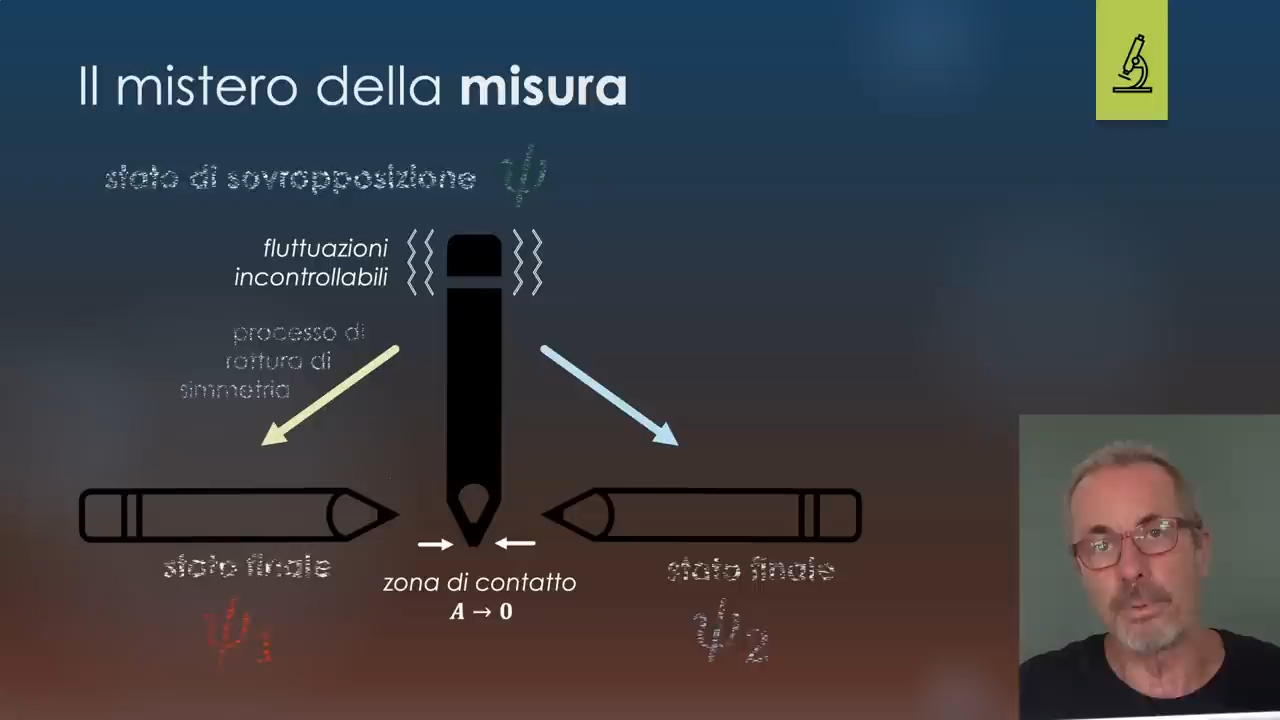 Il mistero della misura
stato di sovrapposizione ψ
fluttuazioni
incontrollabili
processo di
rottura di
simmetria
stato finale
stato finale
zona di contatto
A → 0
ψ1
ψ2